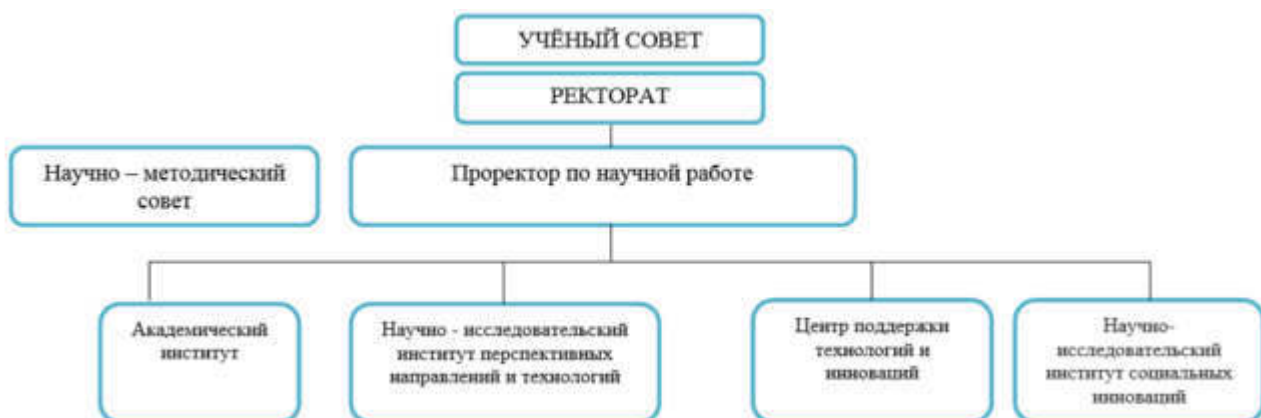 УЧЁНЫЙ СОВЕТ
РЕКТОРАТ
Научно – методический
совет
Проректор по научной работе
Академический
институт
Научно - исследовательский
институт перспективных
направлений и технологий
Центр поддержки
технологий и
инноваций
Научно-
исследовательский
институт социальных
инноваций